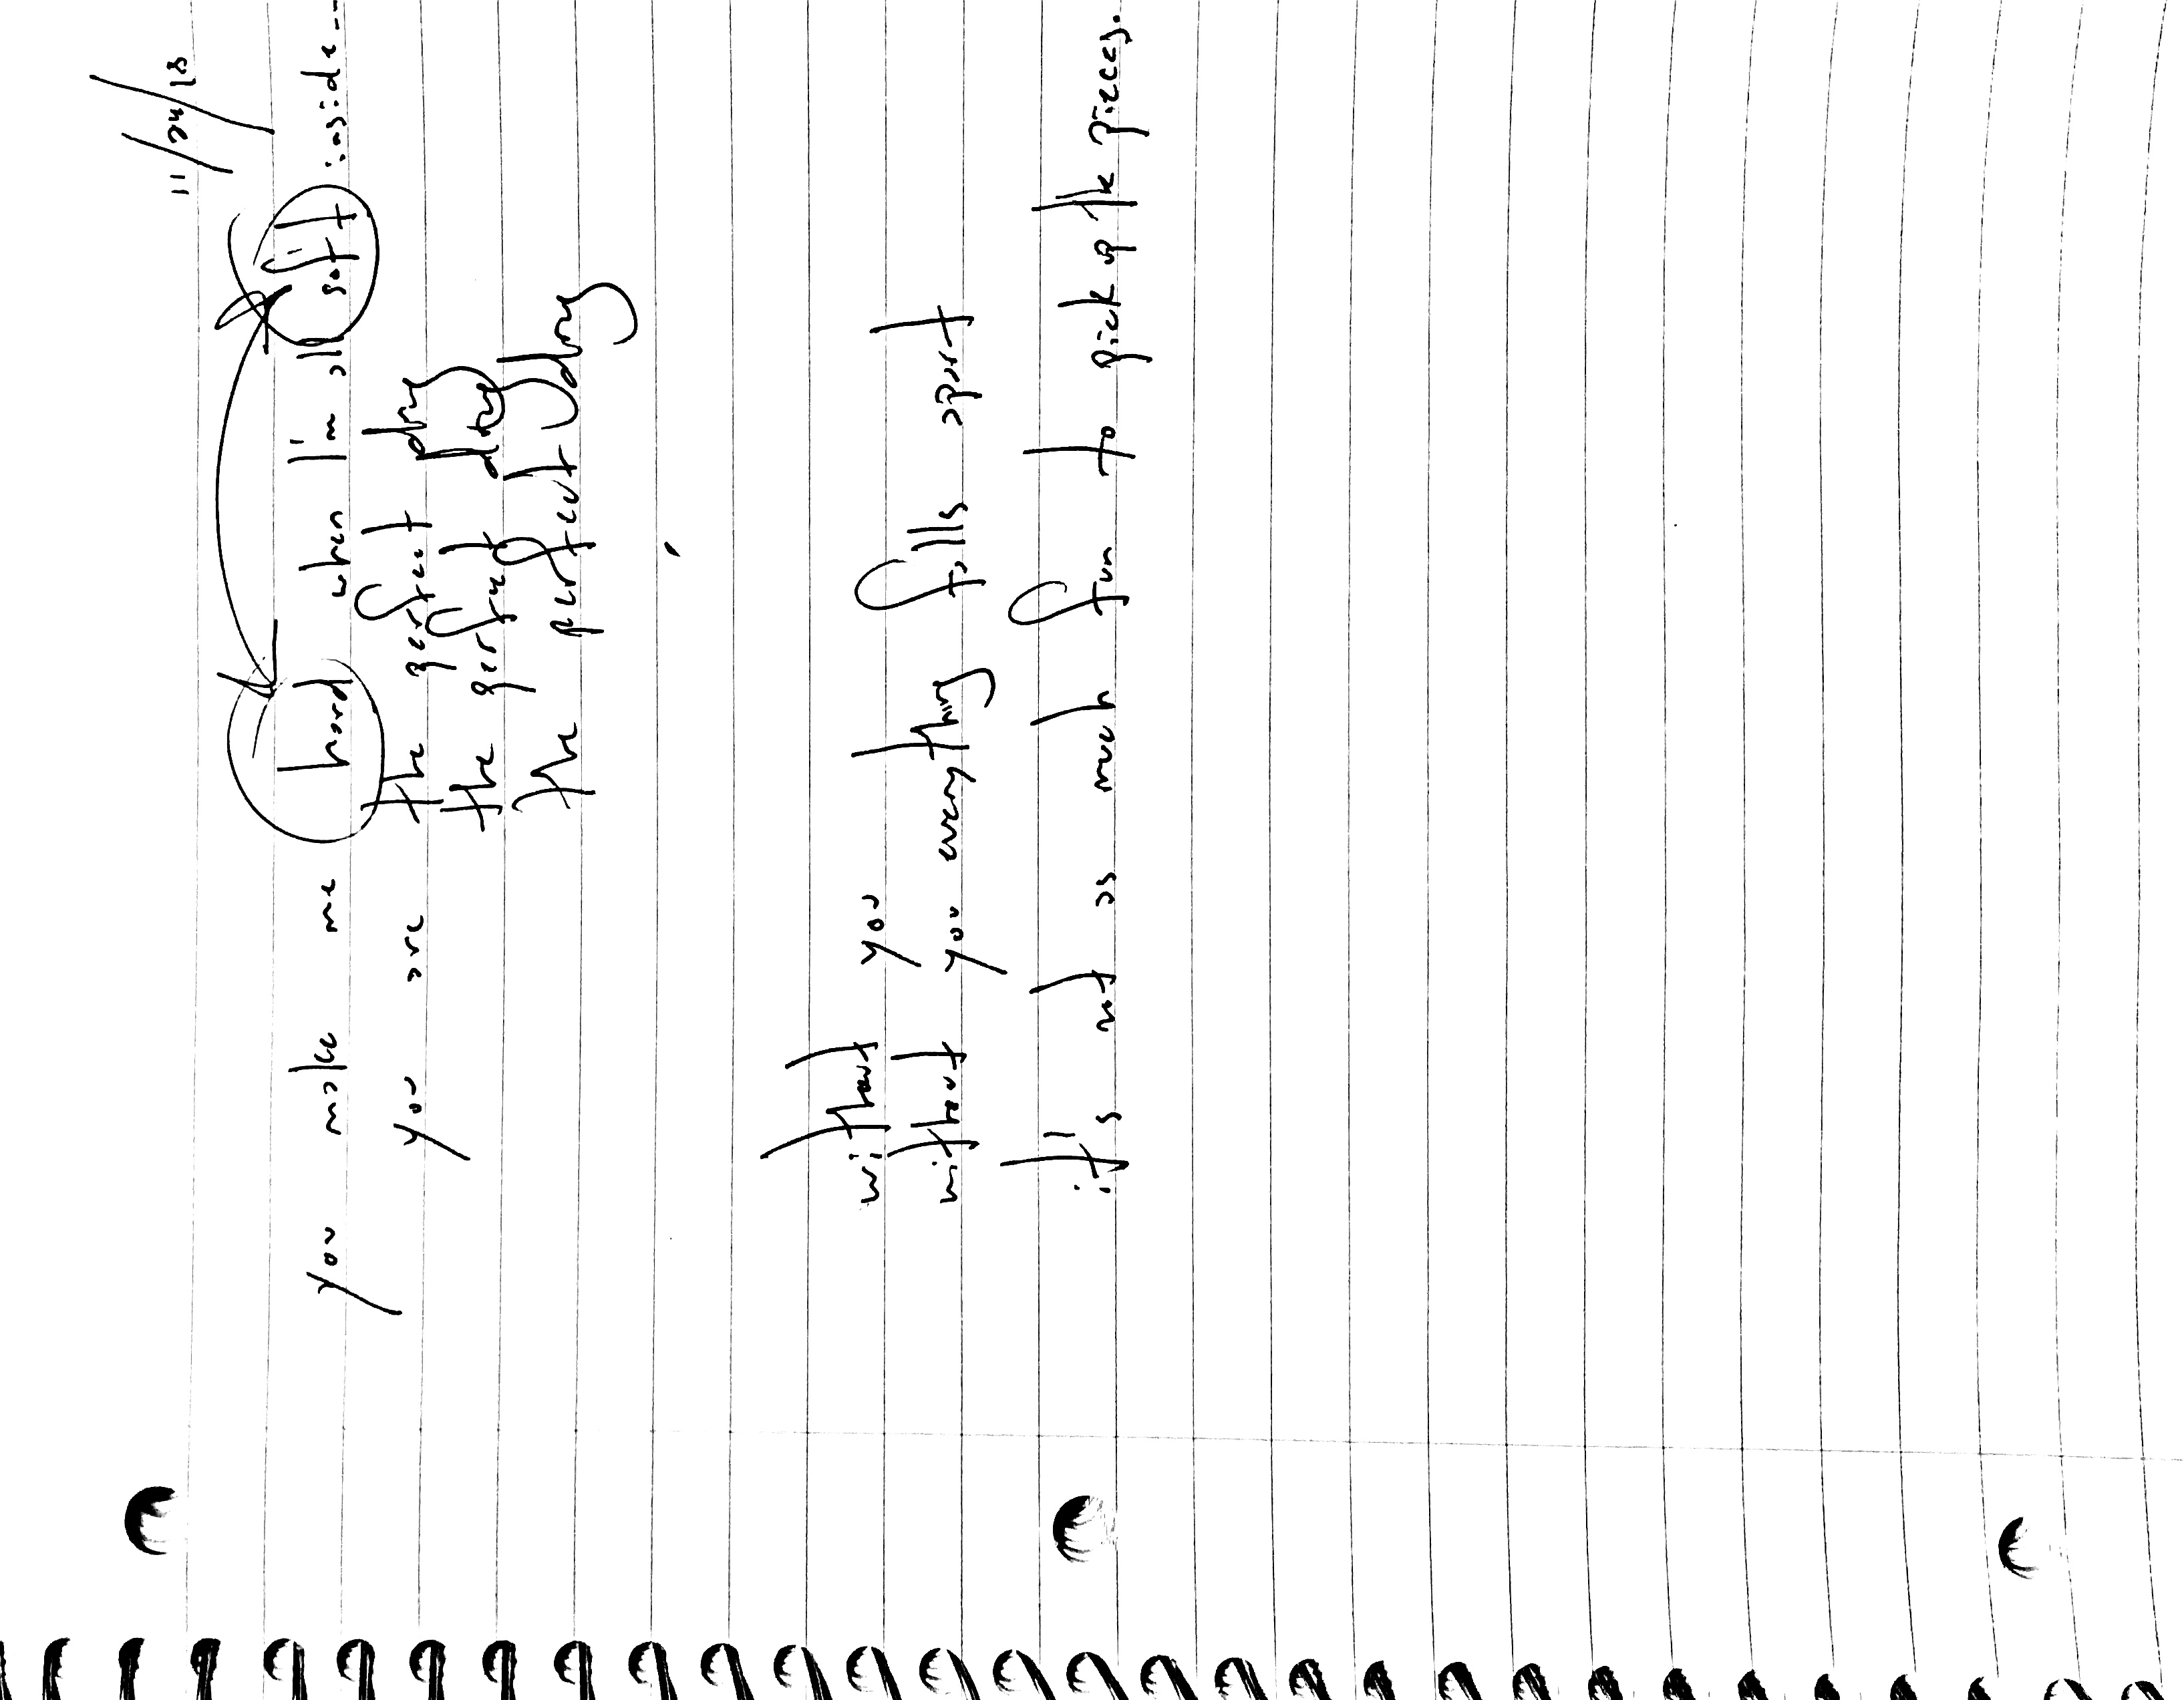 11/24/18
you make me hard when I'm all soft inside--
you are the perfect drug
the perfect drug
the perfect drug
without you
without you everything falls apart
it's not as much fun to pick up the pieces.